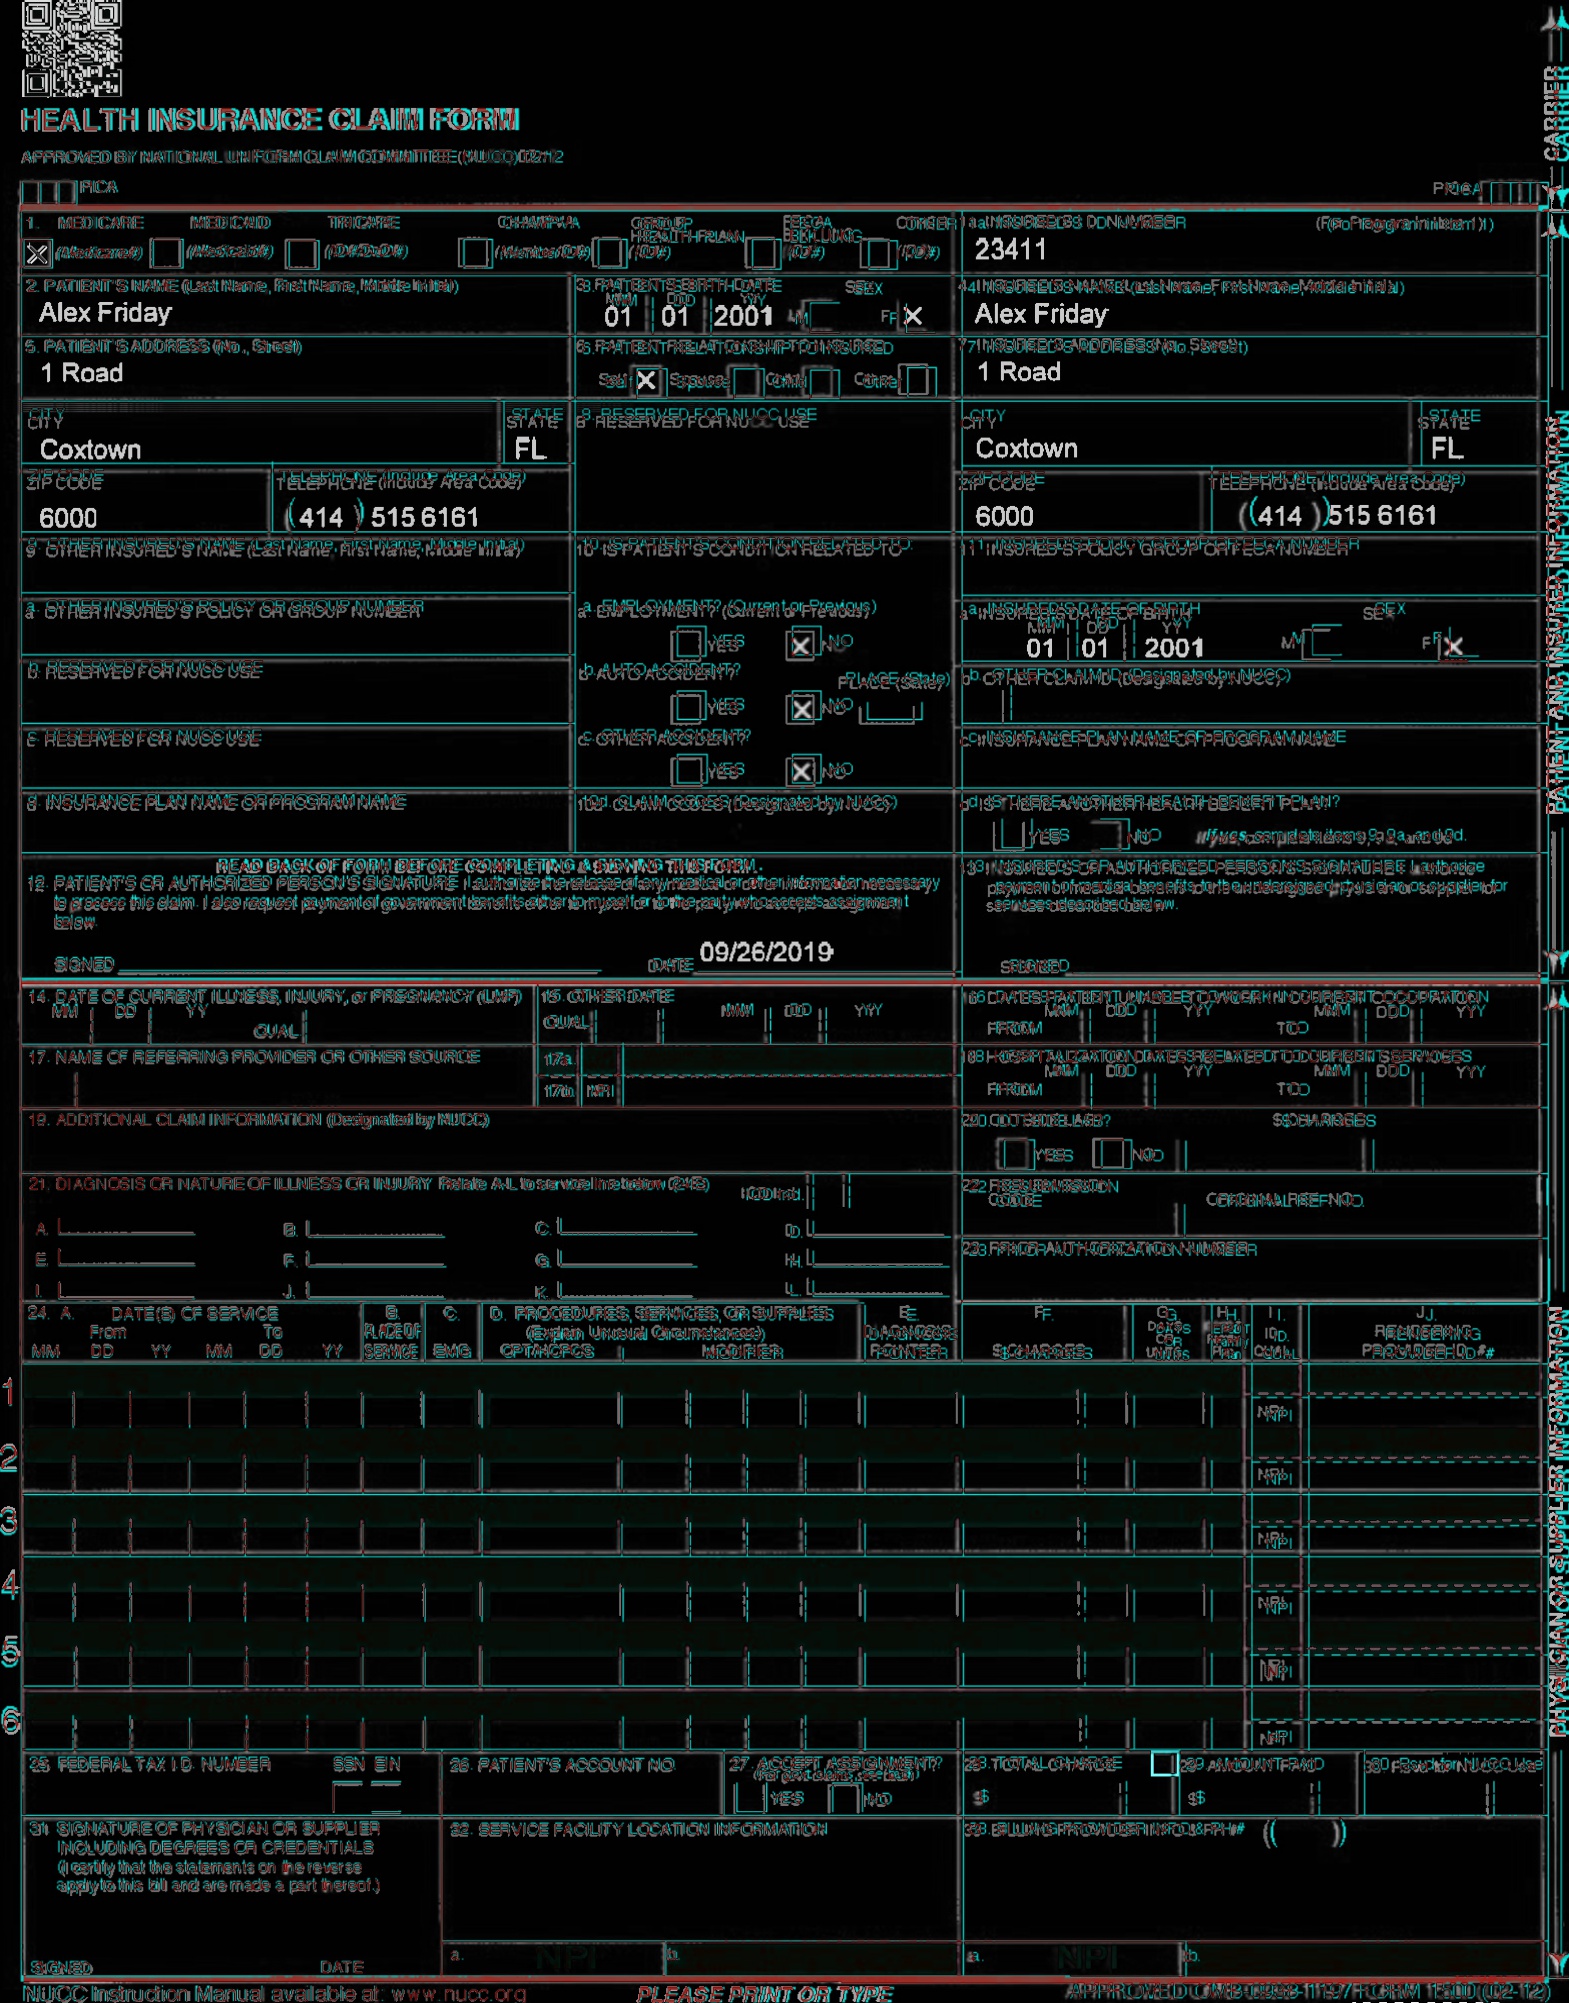 HEALTH INSURANCE CLAIM FORM
APPROVED BY NATIONAL UNIFORM CLAIM COMMITTEE (NUCC) 02/12
PICA
PICA
CARRIER
1. MEDICARE MEDICAID TRICARE CHAMPVA GROUP HEALTH PLAN FECA BLKLUNG OTHER
(Medicare#) (Medicaid#) (ID#/DoD#) (Member ID#) (ID#) (ID#) (ID#)
1a. INSURED'S I.D. NUMBER (For Program in Item 1)
23411
2. PATIENT'S NAME (Last Name, First Name, Middle Initial)
Alex Friday
3. PATIENT'S BIRTH DATE SEX
MM DD YY
01 01 2001 M F X
4. INSURED'S NAME (Last Name, First Name, Middle Initial)
Alex Friday
5. PATIENT'S ADDRESS (No., Street)
1 Road
6. PATIENT RELATIONSHIP TO INSURED
Self X Spouse Child Other
7. INSURED'S ADDRESS (No. Street)
1 Road
CITY STATE
Coxtown FL
8. RESERVED FOR NUCC USE
CITY STATE
Coxtown FL
ZIP CODE TELEPHONE (Include Area Code)
6000 (414) 515 6161
ZIP CODE TELEPHONE (Include Area Code)
6000 (414) 515 6161
9. OTHER INSURED'S NAME (Last Name, First Name, Middle Initial)
10. IS PATIENT'S CONDITION RELATED TO:
11. INSURED'S POLICY GROUP OR FECA NUMBER
a. OTHER INSURED'S POLICY OR GROUP NUMBER
a. EMPLOYMENT? (Current or Previous)
YES X NO
a. INSURED'S DATE OF BIRTH SEX
MM DD YY
01 01 2001 M F X
b. RESERVED FOR NUCC USE
b. AUTO ACCIDENT? PLACE (State)
YES X NO
b. OTHER CLAIM ID (Designated by NUCC)
c. RESERVED FOR NUCC USE
c. OTHER ACCIDENT?
YES X NO
c. INSURANCE PLAN NAME OR PROGRAM NAME
d. INSURANCE PLAN NAME OR PROGRAM NAME
10d. CLAIM CODES (Designated by NUCC)
d. IS THERE ANOTHER HEALTH BENEFIT PLAN?
YES NO If yes, complete items 9, 9a, and 9d.
PATIENT AND INSURED INFORMATION
READ BACK OF FORM BEFORE COMPLETING & SIGNING THIS FORM.
12. PATIENT'S OR AUTHORIZED PERSON'S SIGNATURE I authorize the release of any medical or other information necessary
to process this claim. I also request payment of government benefits either to myself or to the party who accepts assignment
below.
SIGNED DATE 09/26/2019
13. INSURED'S OR AUTHORIZED PERSON'S SIGNATURE I authorize
payment of medical benefits to the undersigned physician or supplier for
services described below.
SIGNED
14. DATE OF CURRENT ILLNESS, INJURY, or PREGNANCY (LMP)
MM DD YY
QUAL.
15. OTHER DATE
QUAL. MM DD YY
16. DATES PATIENT UNABLE TO WORK IN CURRENT OCCUPATION
MM DD YY MM DD YY
FROM TO
17. NAME OF REFERRING PROVIDER OR OTHER SOURCE
17a.
17b. NPI
18. HOSPITALIZATION DATES RELATED TO CURRENT SERVICES
MM DD YY MM DD YY
FROM TO
19. ADDITIONAL CLAIM INFORMATION (Designated by NUCC)
20. OUTSIDE LAB? $ CHARGES
YES NO
21. DIAGNOSIS OR NATURE OF ILLNESS OR INJURY Relate A-L to service line below (24E)
ICD Ind.
A. B. C. D.
E. F. G. H.
I. J. K. L.
22. RESUBMISSION
CODE ORIGINAL REF. NO.
23. PRIOR AUTHORIZATION NUMBER
24. A. DATE(S) OF SERVICE B. C. D. PROCEDURES, SERVICES, OR SUPPLIES E. F. G. H. I. J.
From To PLACE OF (Explain Unusual Circumstances) DIAGNOSIS DAYS OR EPSDT ID. RENDERING
MM DD YY MM DD YY SERVICE EMG CPT/HCPCS MODIFIER POINTER $ CHARGES UNITS Plan QUAL. PROVIDER ID. #
1 NPI
2 NPI
3 NPI
4 NPI
5 NPI
6 NPI
PHYSICIAN OR SUPPLIER INFORMATION
25. FEDERAL TAX I.D. NUMBER SSN EIN
26. PATIENT'S ACCOUNT NO.
27. ACCEPT ASSIGNMENT?
(For govt. claims, see back)
YES NO
28. TOTAL CHARGE
$
29. AMOUNT PAID
$
30. Rsvd for NUCC Use
31. SIGNATURE OF PHYSICIAN OR SUPPLIER
INCLUDING DEGREES OR CREDENTIALS
(I certify that the statements on the reverse
apply to this bill and are made a part thereof.)
SIGNED DATE
32. SERVICE FACILITY LOCATION INFORMATION
a. NPI b.
33. BILLING PROVIDER INFO & PH # ( )
a. NPI b.
NUCC Instruction Manual available at: www.nucc.org
PLEASE PRINT OR TYPE
APPROVED OMB-0938-1197 FORM 1500 (02-12)